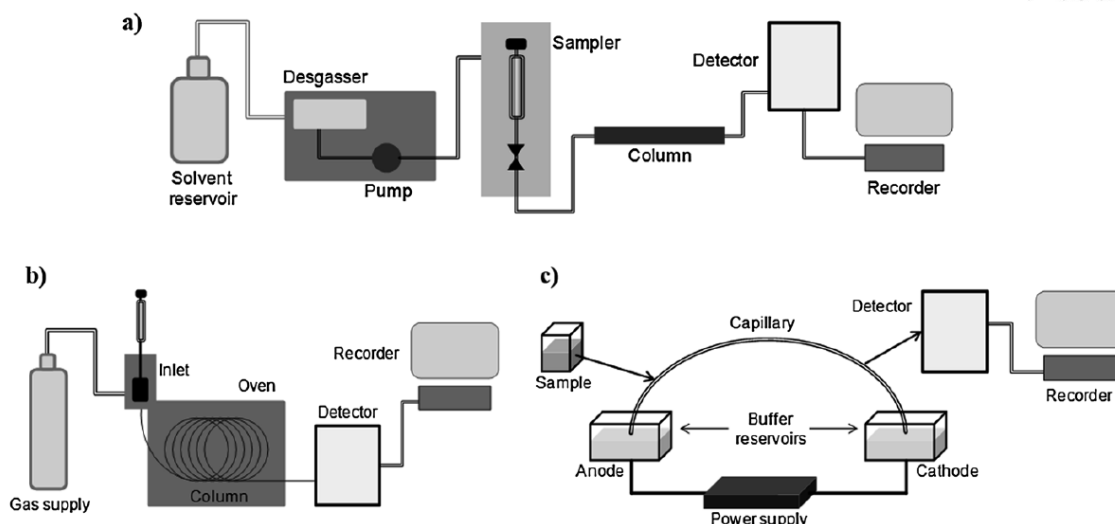 a)
Sampler
Detector
Desgasser
Solvent
reservoir
Pump
Column
Recorder
b)
Inlet
Oven
Recorder
Detector
Column
Gas supply
c)
Capillary
Detector
Sample
Recorder
Buffer
reservoirs
Anode
Cathode
Power supply